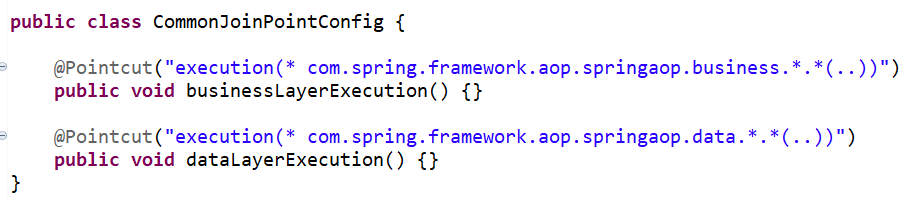 public class CommonJoinPointConfig {
@Pointcut("execution(* com.spring.framework.aop.springaop.business.*.*(..))")
public void businessLayerExecution() {}
@Pointcut("execution(* com.spring.framework.aop.springaop.data.*.*(..))")
public void dataLayerExecution() {}
}